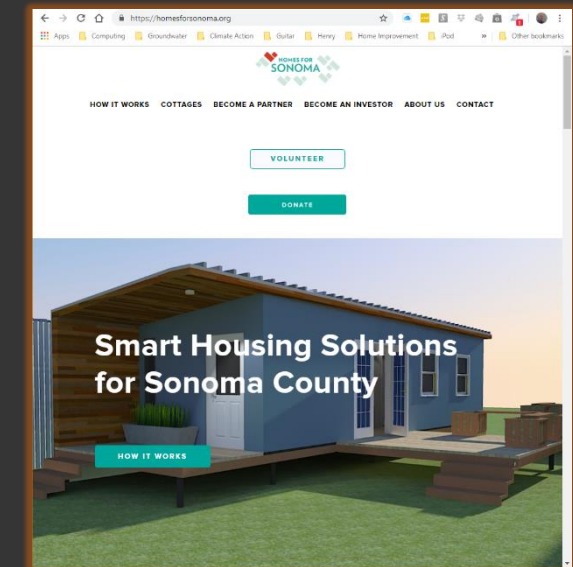 https://homesforsonoma.org
Apps Computing Groundwater Climate Action Guitar Henry Home Improvement iPod » Other bookmarks
HOMES FOR
SONOMA
HOW IT WORKS COTTAGES BECOME A PARTNER BECOME AN INVESTOR ABOUT US CONTACT
VOLUNTEER
DONATE
Smart Housing Solutions
for Sonoma County
HOW IT WORKS